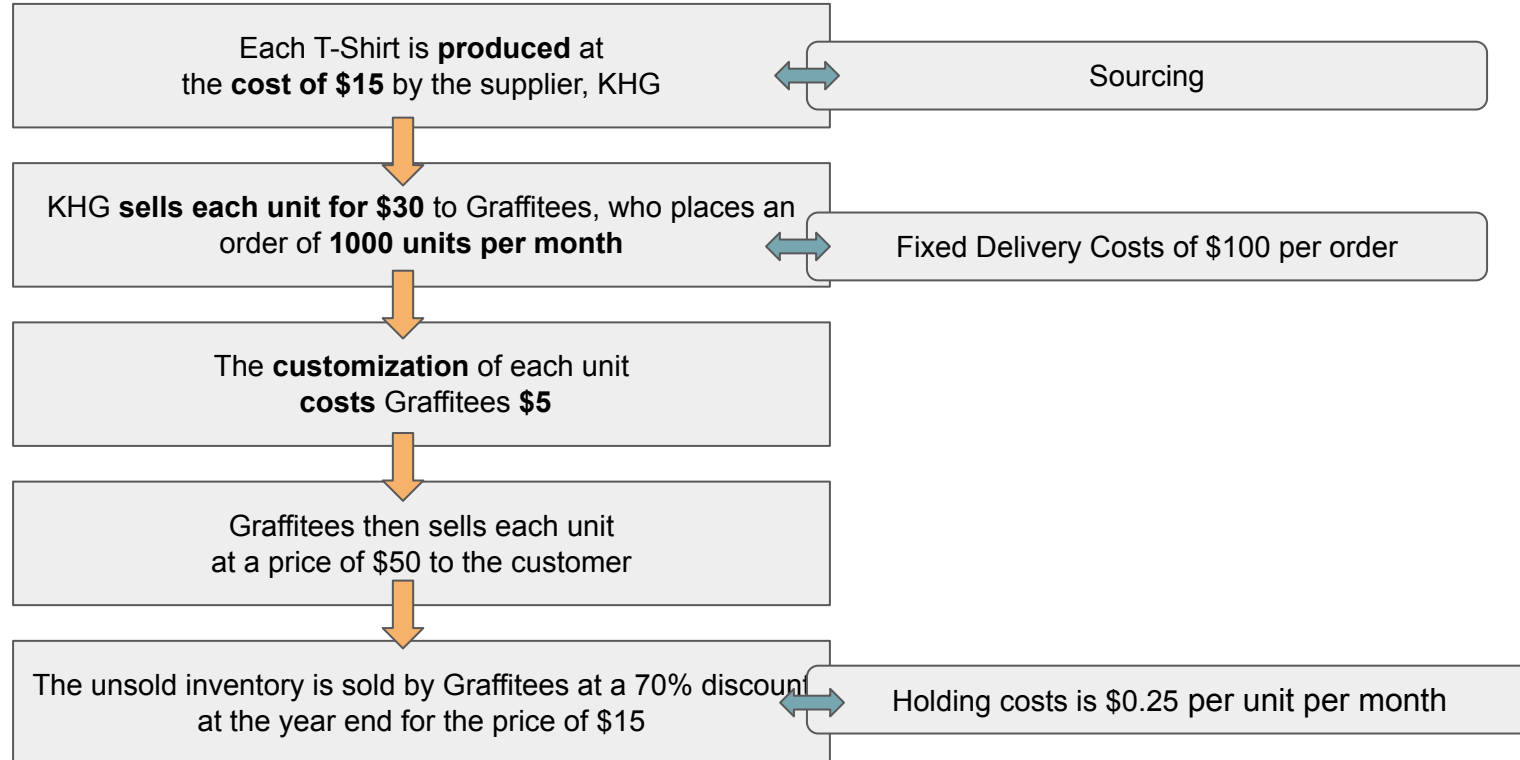 Each T-Shirt is produced at
the cost of $15 by the supplier, KHG
Sourcing
KHG sells each unit for $30 to Graffitees, who places an
order of 1000 units per month
Fixed Delivery Costs of $100 per order
The customization of each unit
costs Graffitees $5
Graffitees then sells each unit
at a price of $50 to the customer
The unsold inventory is sold by Graffitees at a 70% discount
at the year end for the price of $15
Holding costs is $0.25 per unit per month